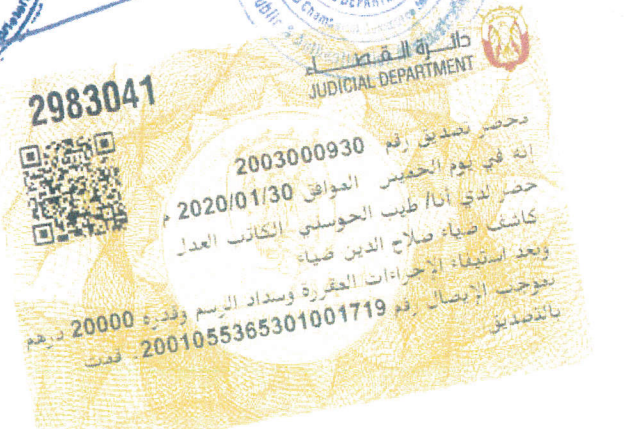 دائرة القضاء
JUDICIAL DEPARTMENT
2983041
محضر تصديق رقم 2003000930
انه في يوم الخميس الموافق 2020/01/30 م
حضر لدي أنا/ طيب الحوسني الكاتب العدل
كاشف ضياء صلاح الدين ضياء
وبعد استيفاء الإجراءات المقررة وسداد الرسم وقدره 20000 درهم
بموجب الإيصال رقم 2001055365301001719. قمت
بالتصديق